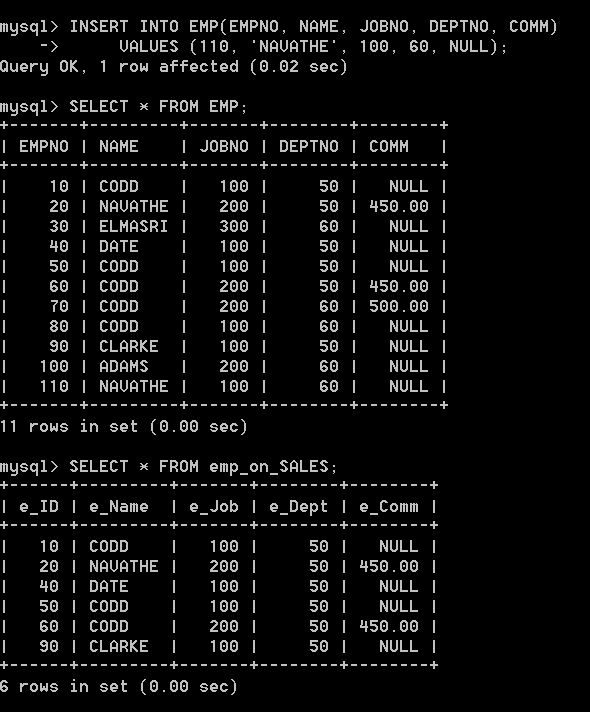 mysql> INSERT INTO EMP(EMPNO, NAME, JOBNO, DEPTNO, COMM)
    ->      VALUES (110, 'NAVATHE', 100, 60, NULL);
Query OK, 1 row affected (0.02 sec)
mysql> SELECT * FROM EMP;
+-------+---------+-------+--------+--------+
| EMPNO | NAME    | JOBNO | DEPTNO | COMM   |
+-------+---------+-------+--------+--------+
|    10 | CODD    |   100 |     50 |   NULL |
|    20 | NAVATHE |   200 |     50 | 450.00 |
|    30 | ELMASRI |   300 |     60 |   NULL |
|    40 | DATE    |   100 |     50 |   NULL |
|    50 | CODD    |   100 |     50 |   NULL |
|    60 | CODD    |   200 |     50 | 450.00 |
|    70 | CODD    |   200 |     60 | 500.00 |
|    80 | CODD    |   100 |     60 |   NULL |
|    90 | CLARKE  |   100 |     50 |   NULL |
|   100 | ADAMS   |   200 |     60 |   NULL |
|   110 | NAVATHE |   100 |     60 |   NULL |
+-------+---------+-------+--------+--------+
11 rows in set (0.00 sec)
mysql> SELECT * FROM emp_on_SALES;
+------+---------+-------+--------+--------+
| e_ID | e_Name  | e_Job | e_Dept | e_Comm |
+------+---------+-------+--------+--------+
|   10 | CODD    |   100 |     50 |   NULL |
|   20 | NAVATHE |   200 |     50 | 450.00 |
|   40 | DATE    |   100 |     50 |   NULL |
|   50 | CODD    |   100 |     50 |   NULL |
|   60 | CODD    |   200 |     50 | 450.00 |
|   90 | CLARKE  |   100 |     50 |   NULL |
+------+---------+-------+--------+--------+
6 rows in set (0.00 sec)